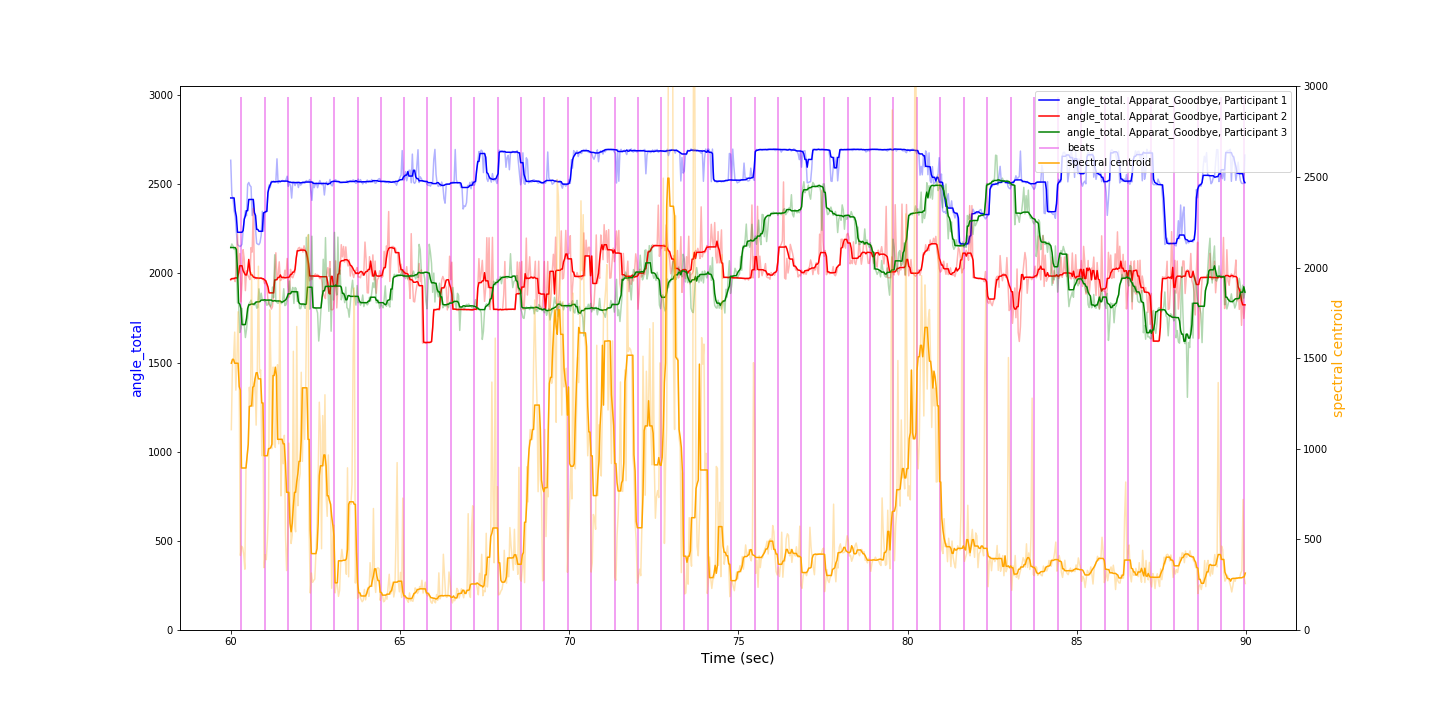 angle_total. Apparat_Goodbye, Participant 1
angle_total. Apparat_Goodbye, Participant 2
angle_total. Apparat_Goodbye, Participant 3
beats
spectral centroid
3000
2500
2000
1500
1000
500
0
angle_total
3000
2500
2000
1500
1000
500
0
spectral centroid
60
65
70
75
80
85
90
Time (sec)